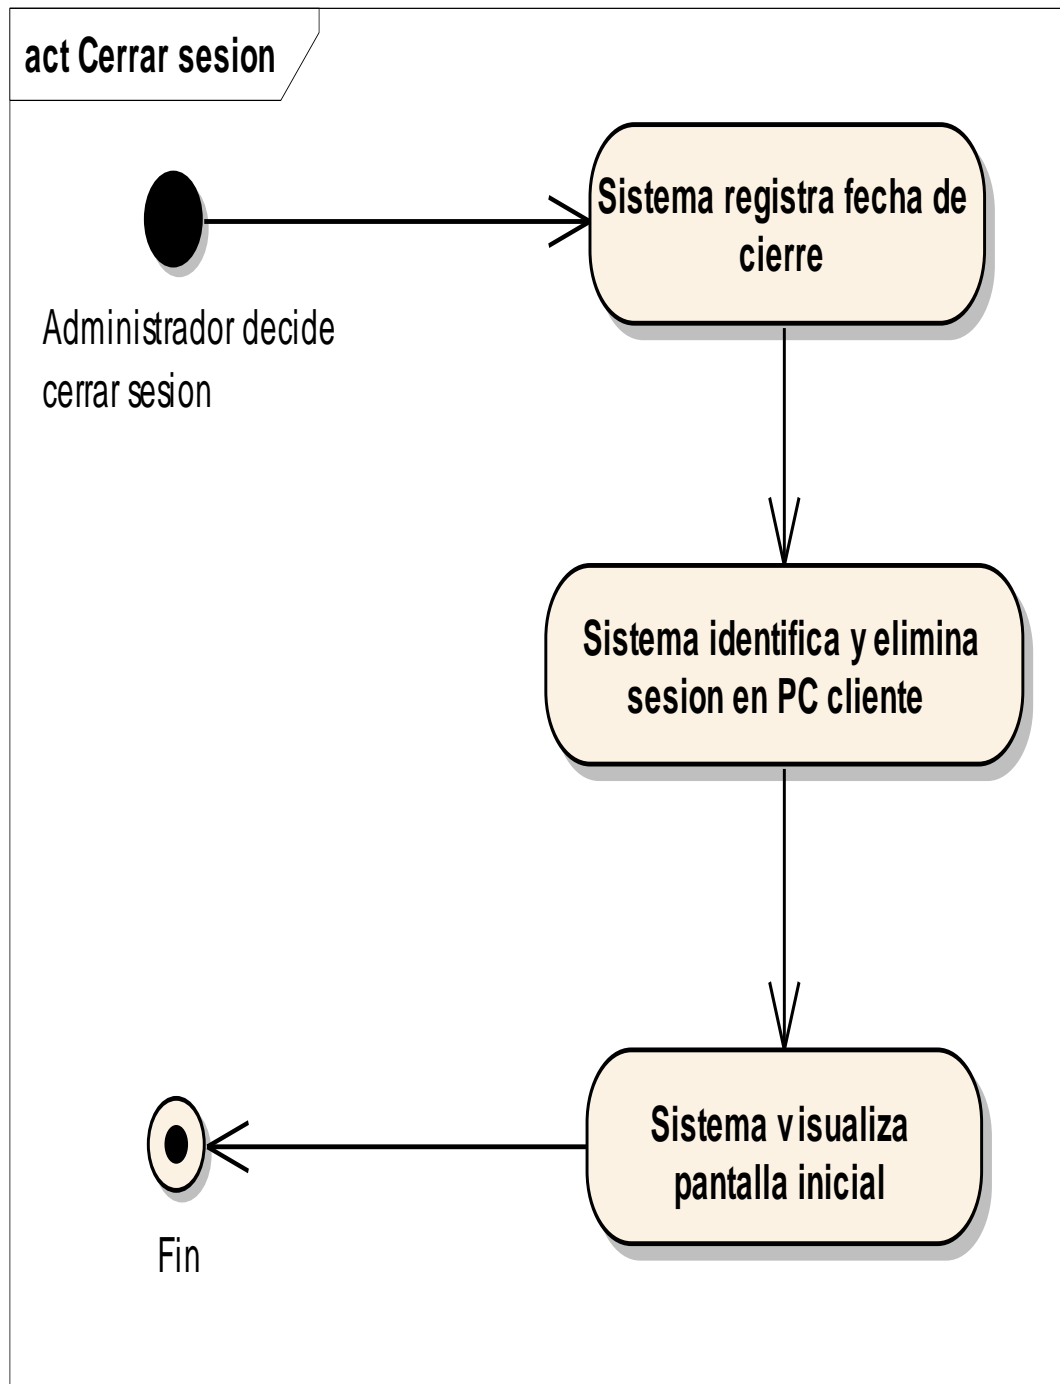 act Cerrar sesion
Sistema registra fecha de
cierre
Administrador decide
cerrar sesion
Sistema identifica y elimina
sesion en PC cliente
Sistema visualiza
pantalla inicial
Fin